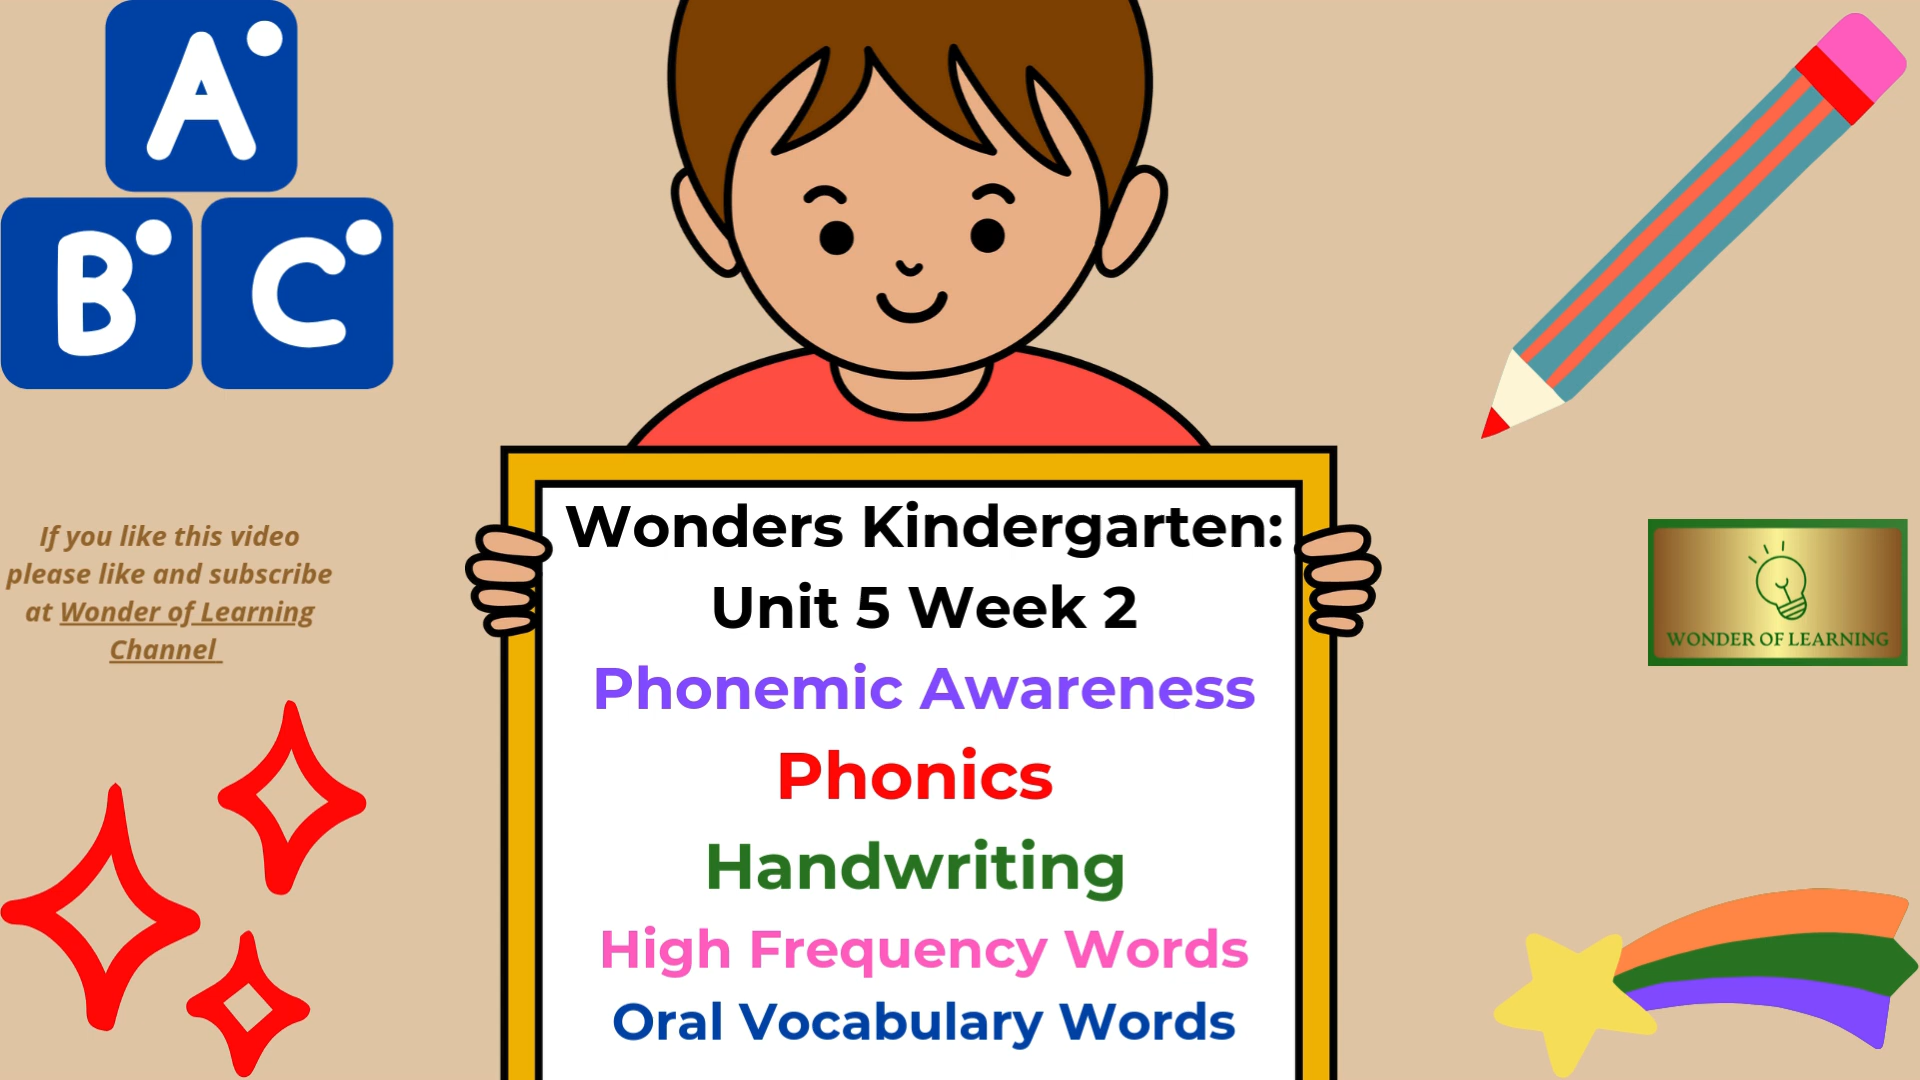 A
B C
If you like this video
please like and subscribe
at Wonder of Learning
Channel
Wonders Kindergarten:
Unit 5 Week 2
Phonemic Awareness
Phonics
Handwriting
High Frequency Words
Oral Vocabulary Words
WONDER OF LEARNING